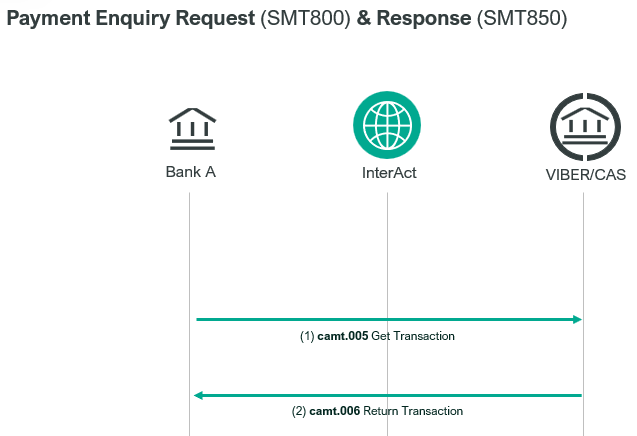 Payment Enquiry Request (SMT800) & Response (SMT850)
Bank A
InterAct
VIBER/CAS
(1) camt.005 Get Transaction
(2) camt.006 Return Transaction